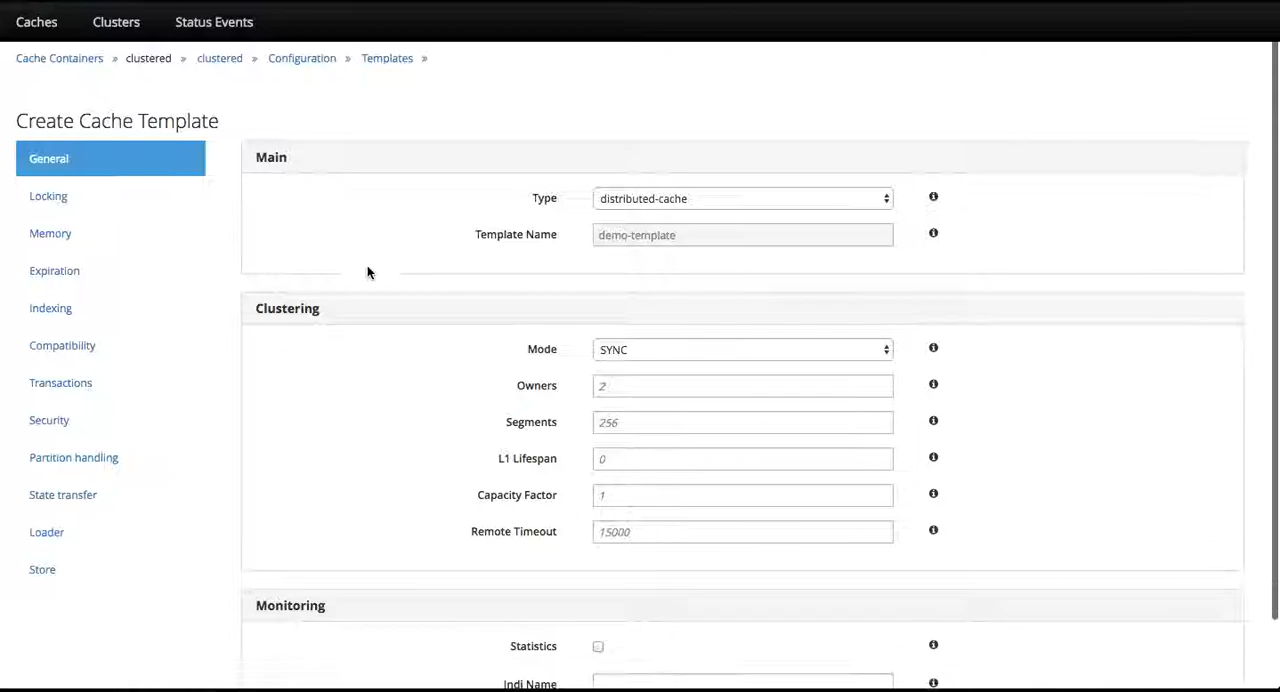 Caches Clusters Status Events
Cache Containers » clustered » clustered » Configuration » Templates »
Create Cache Template
General
Locking
Memory
Expiration
Indexing
Compatibility
Transactions
Security
Partition handling
State transfer
Loader
Store
Main
Type distributed-cache
Template Name demo-template
Clustering
Mode SYNC
Owners 2
Segments 256
L1 Lifespan 0
Capacity Factor 1
Remote Timeout 15000
Monitoring
Statistics
Jndi Name